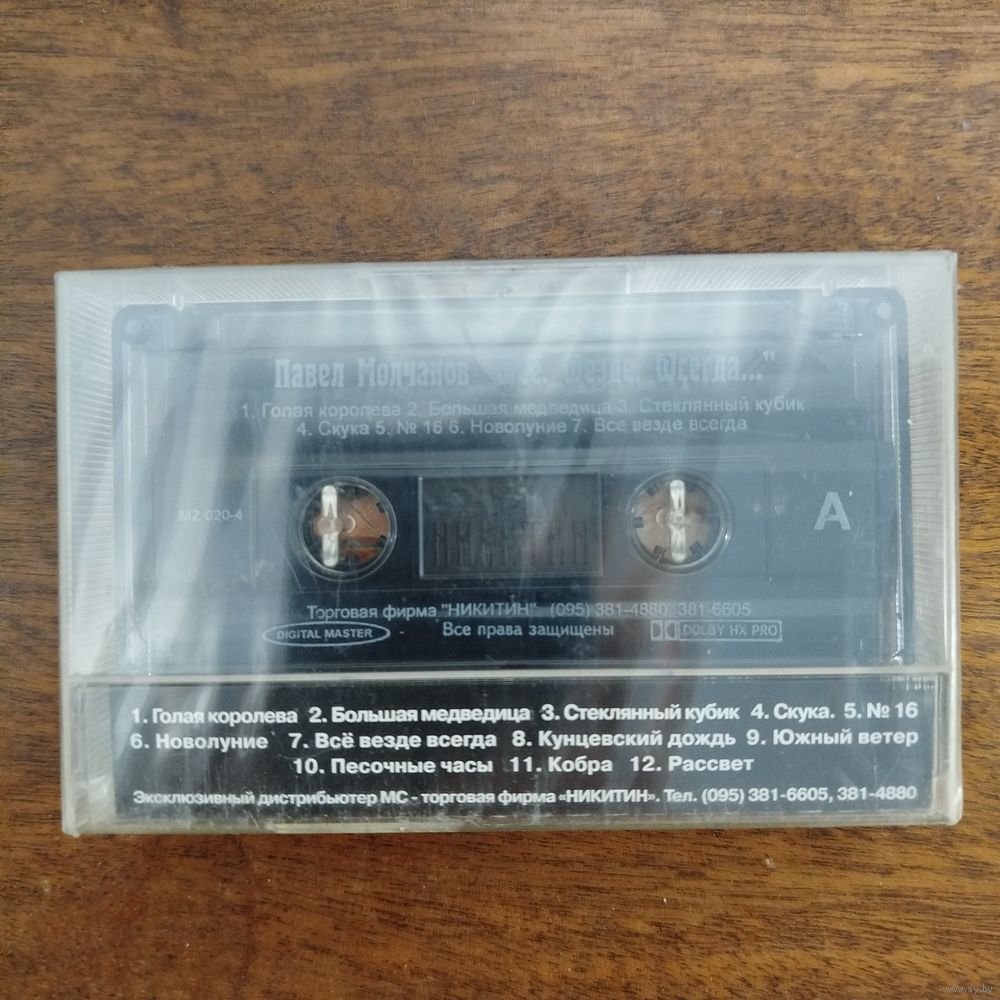 Павел Молчанов "Все, Везде, Всегда..."
1. Голая королева 2. Большая медведица 3. Стеклянный кубик
4. Скука 5. № 16 6. Новолуние 7. Все везде всегда
MZ 020-4
A
НИКИТИН
Торговая фирма "НИКИТИН" (095) 381-4880, 381-6605
DIGITAL MASTER Все права защищены DOLBY HX PRO
1. Голая королева 2. Большая медведица 3. Стеклянный кубик 4. Скука. 5. № 16
6. Новолуние 7. Всё везде всегда 8. Кунцевский дождь 9. Южный ветер
10. Песочные часы 11. Кобра 12. Рассвет
Эксклюзивный дистрибьютер МС - торговая фирма «НИКИТИН». Тел. (095) 381-6605, 381-4880
www.ay.by